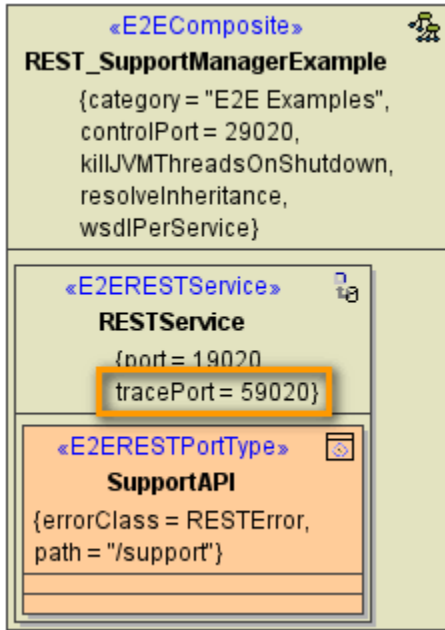 «E2EComposite»
REST_SupportManagerExample
{category = "E2E Examples",
controlPort = 29020,
killJVMThreadsOnShutdown,
resolveInheritance,
wsdlPerService}
«E2ERESTService»
RESTService
{port = 19020
tracePort = 59020}
«E2ERESTPortType»
SupportAPI
{errorClass = RESTError,
path = "/support"}